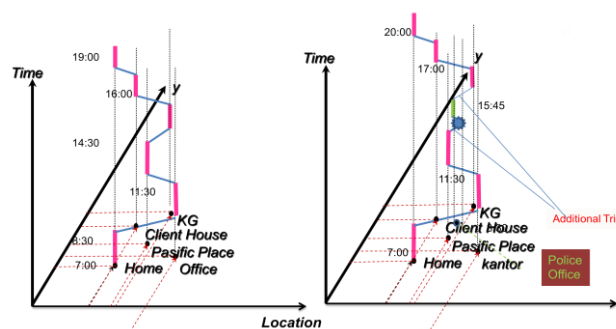 19:00
Time
16:00
y
14:30
11:30
KG
Client House
8:30
Pasific Place
7:00
Home
Office
Location
20:00
17:00
Time
y
15:45
11:30
KG
Additional Tri
Client House
7:00
Pasific Place
Home
kantor
Police
Office